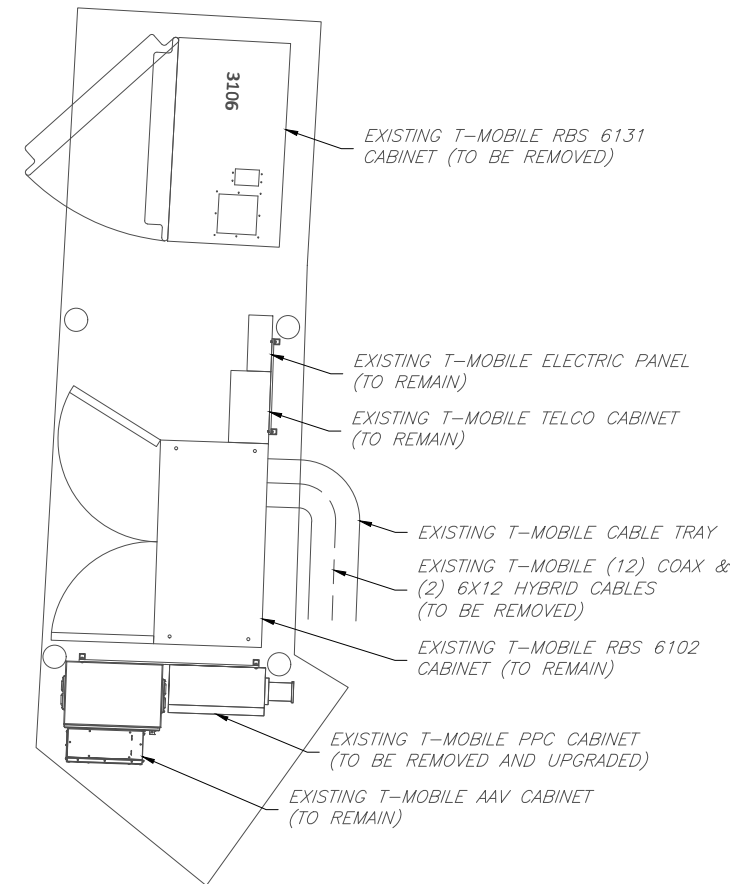 3106
EXISTING T-MOBILE RBS 6131
CABINET (TO BE REMOVED)
EXISTING T-MOBILE ELECTRIC PANEL
(TO REMAIN)
EXISTING T-MOBILE TELCO CABINET
(TO REMAIN)
EXISTING T-MOBILE CABLE TRAY
EXISTING T-MOBILE (12) COAX &
(2) 6X12 HYBRID CABLES
(TO BE REMOVED)
EXISTING T-MOBILE RBS 6102
CABINET (TO REMAIN)
EXISTING T-MOBILE PPC CABINET
(TO BE REMOVED AND UPGRADED)
EXISTING T-MOBILE AAV CABINET
(TO REMAIN)